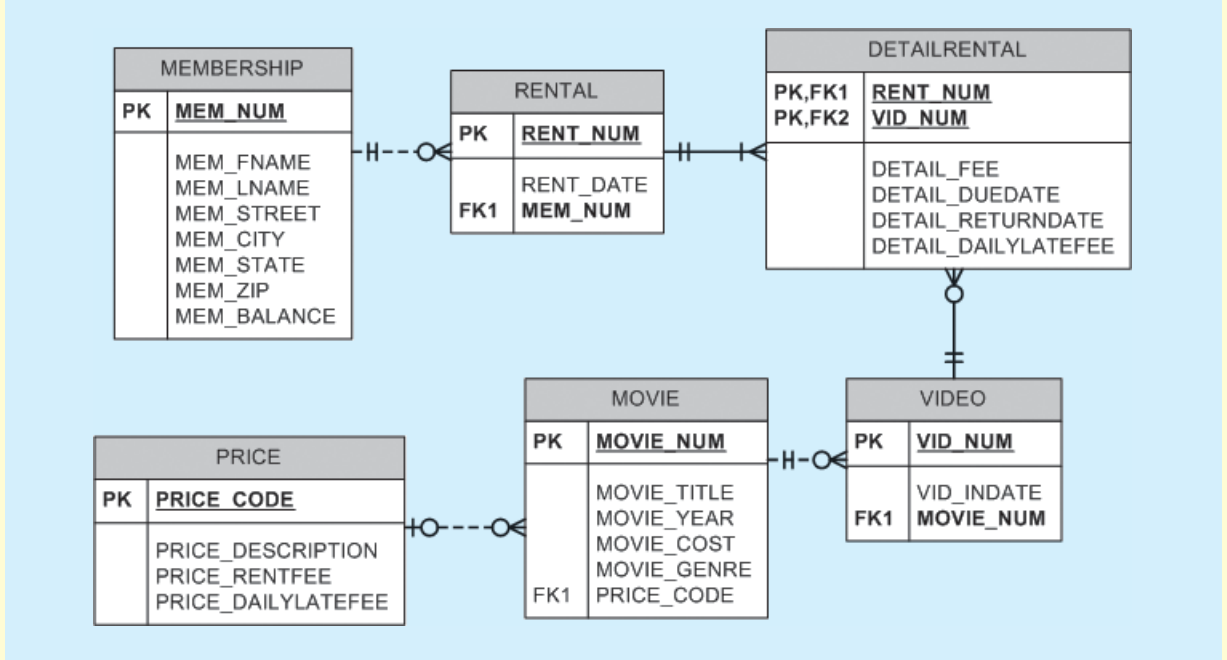 MEMBERSHIP
PK MEM_NUM
MEM_FNAME
MEM_LNAME
MEM_STREET
MEM_CITY
MEM_STATE
MEM_ZIP
MEM_BALANCE
RENTAL
PK RENT_NUM
RENT_DATE
FK1 MEM_NUM
DETAILRENTAL
PK,FK1 RENT_NUM
PK,FK2 VID_NUM
DETAIL_FEE
DETAIL_DUEDATE
DETAIL_RETURNDATE
DETAIL_DAILYLATEFEE
PRICE
PK PRICE_CODE
PRICE_DESCRIPTION
PRICE_RENTFEE
PRICE_DAILYLATEFEE
MOVIE
PK MOVIE_NUM
MOVIE_TITLE
MOVIE_YEAR
MOVIE_COST
MOVIE_GENRE
FK1 PRICE_CODE
VIDEO
PK VID_NUM
VID_INDATE
FK1 MOVIE_NUM